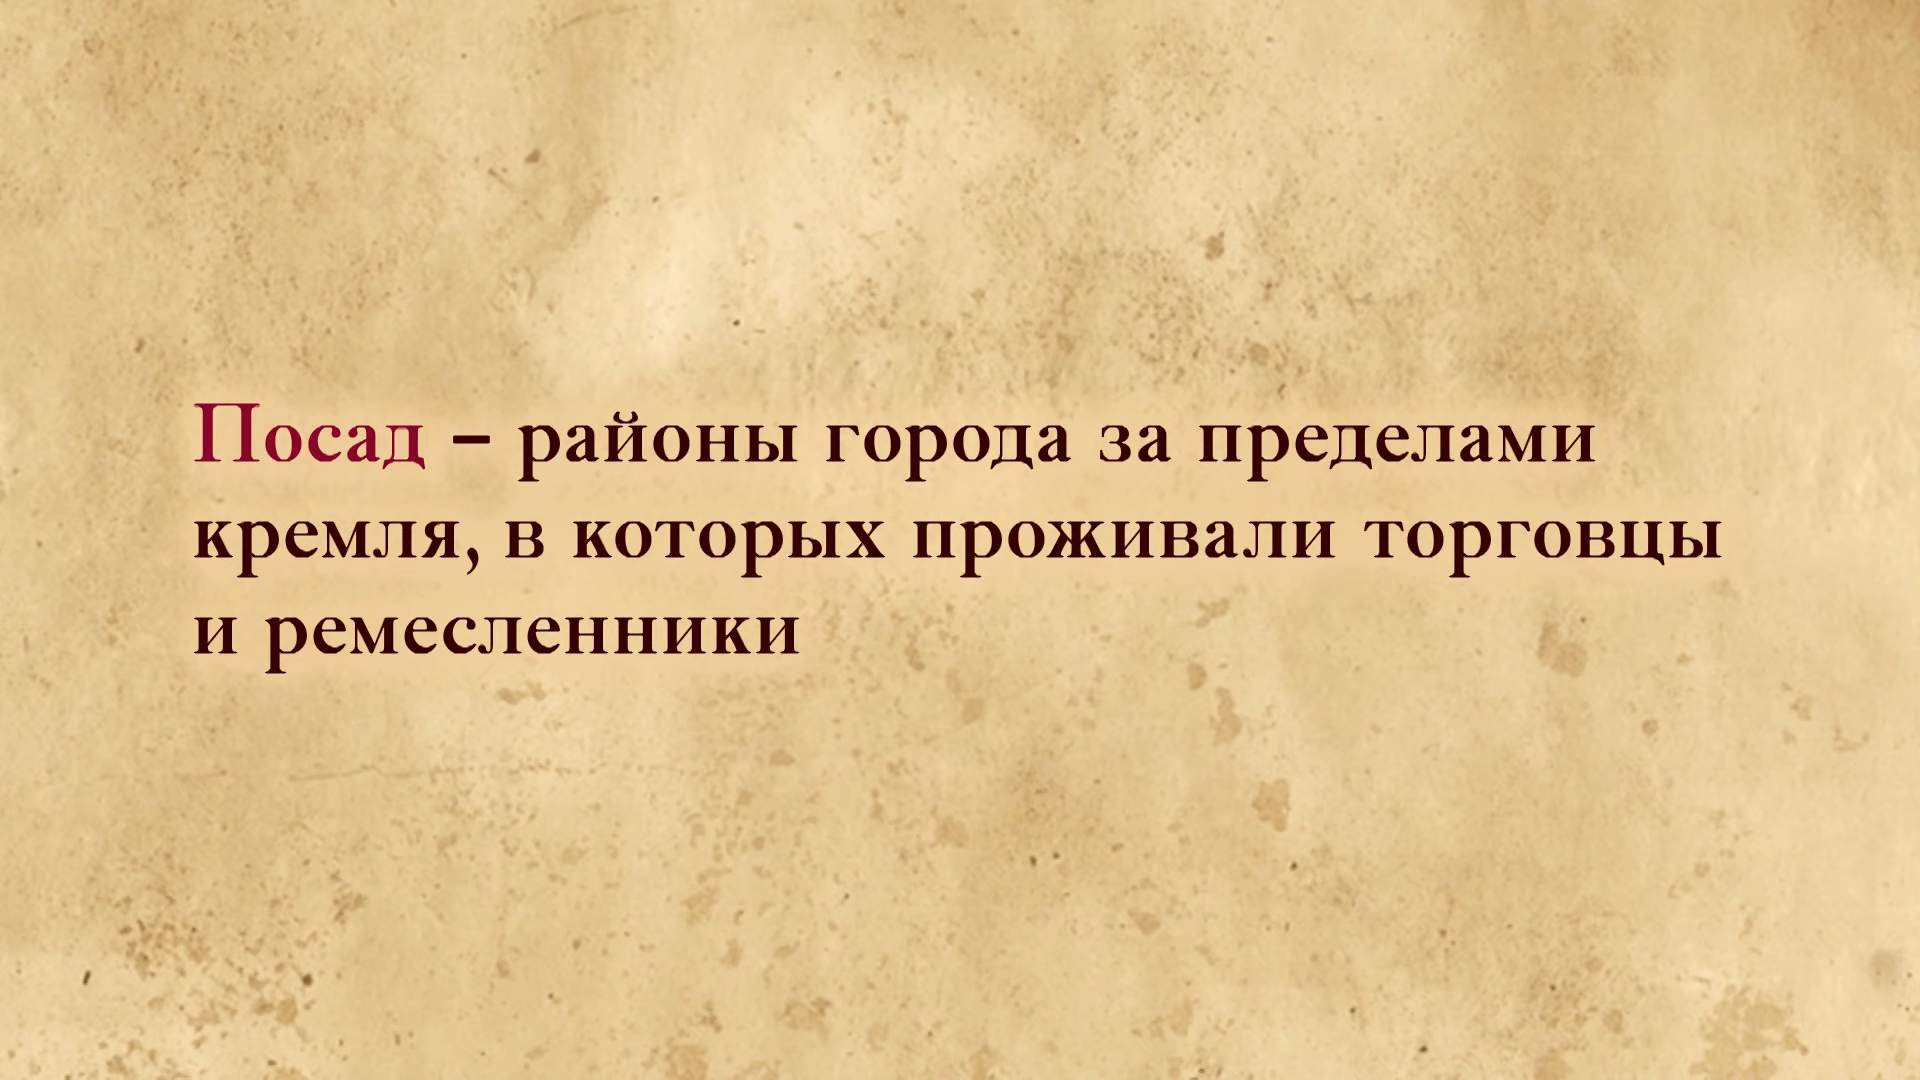 Посад – районы города за пределами
кремля, в которых проживали торговцы
и ремесленники